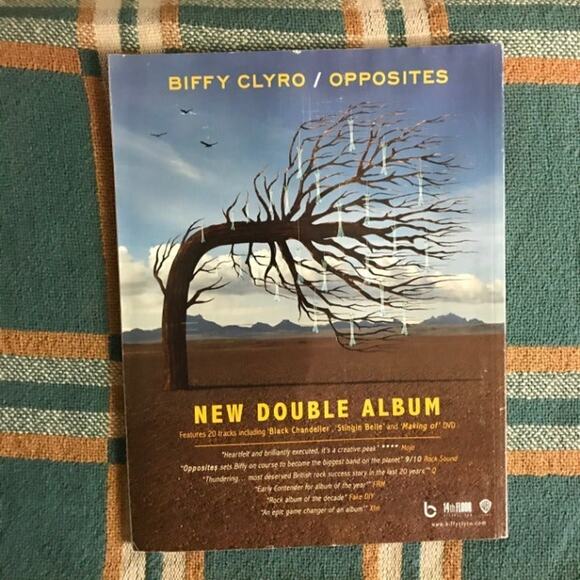 BIFFY CLYRO / OPPOSITES
NEW DOUBLE ALBUM
Features 20 tracks including 'Black Chandelier', 'Stingin Belle' and 'Making of' DVD
"Heartfelt and brilliantly executed, it's a creative peak" **** Mojo
"Opposites sets Biffy on course to become the biggest band on the planet" 9/10 Rock Sound
"Thundering... most deserved British rock success story in the last 20 years" Q
"Early Contender for album of the year"
"Rock album of the decade" Fake DIY
"An epic game changer of an album"
b 14th FLOOR
www.biffyclyro.com